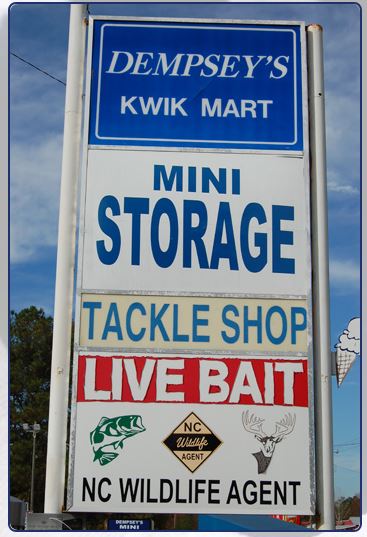 DEMPSEY'S
KWIK MART
MINI
STORAGE
TACKLE SHOP
LIVE BAIT
NC
Wildlife
AGENT
NC WILDLIFE AGENT
DEMPSEY'S
MINI